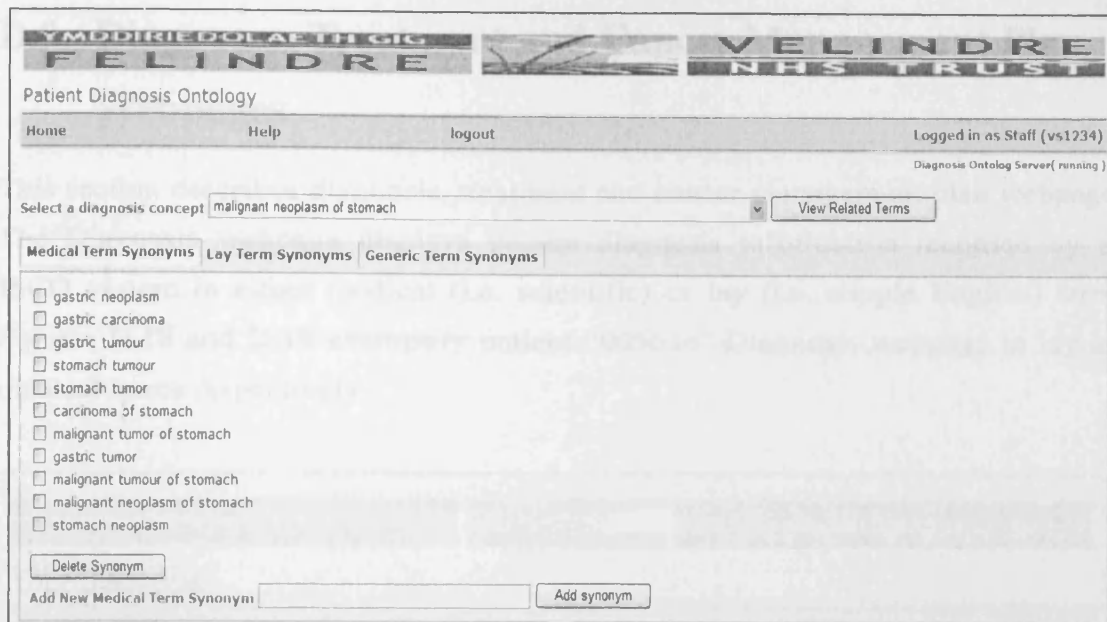 YMDDIRIEDOLAETH GIG
FELINDRE
VELINDRE
NHS TRUST
Patient Diagnosis Ontology
Home Help logout Logged in as Staff (vs1234)
Diagnosis Ontolog Server( running )
Select a diagnosis concept malignant neoplasm of stomach View Related Terms
Medical Term Synonyms Lay Term Synonyms Generic Term Synonyms
gastric neoplasm
gastric carcinoma
gastric tumour
stomach tumour
stomach tumor
carcinoma of stomach
malignant tumor of stomach
gastric tumor
malignant tumour of stomach
malignant neoplasm of stomach
stomach neoplasm
Delete Synonym
Add New Medical Term Synonym Add synonym